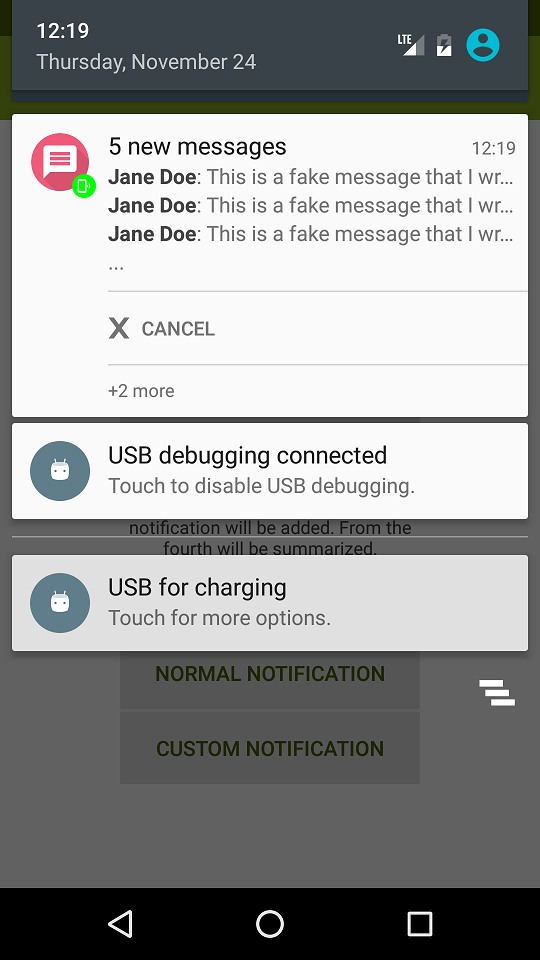 12:19
Thursday, November 24
LTE
5 new messages 12:19
Jane Doe: This is a fake message that I wr...
Jane Doe: This is a fake message that I wr...
Jane Doe: This is a fake message that I wr...
...
X CANCEL
+2 more
USB debugging connected
Touch to disable USB debugging.
notification will be added. From the
fourth will be summarized.
USB for charging
Touch for more options.
NORMAL NOTIFICATION
CUSTOM NOTIFICATION